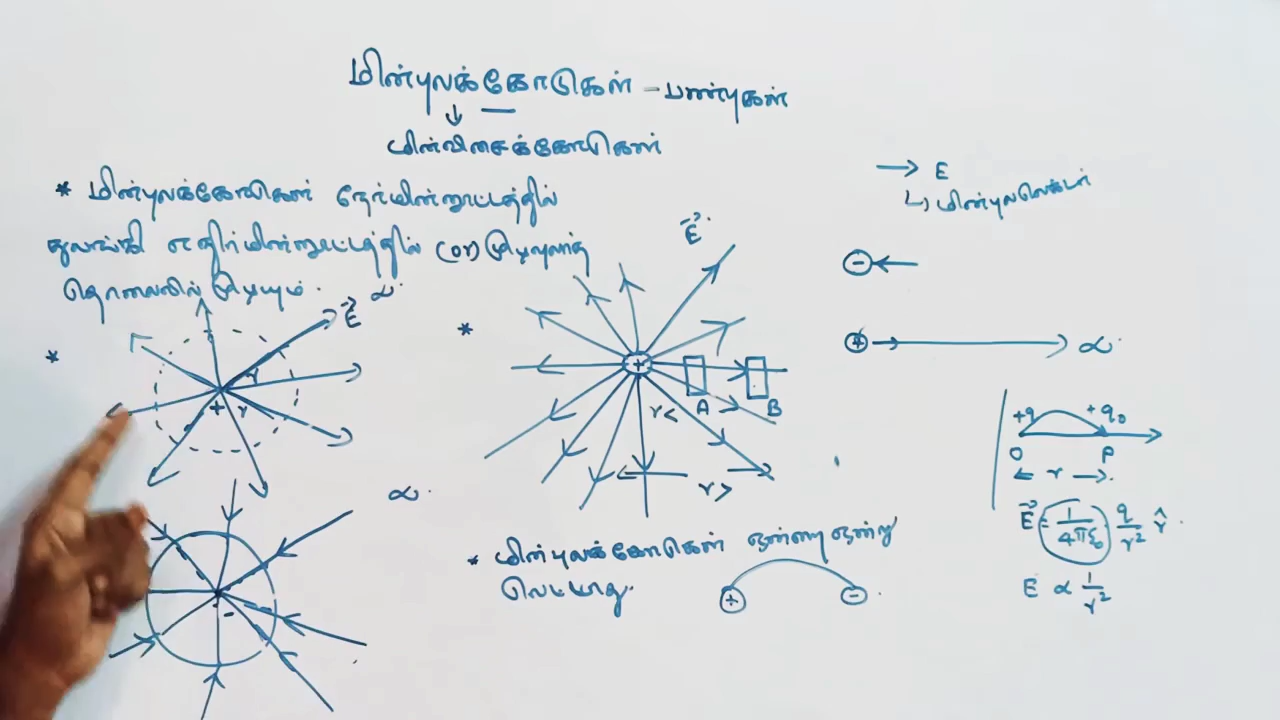 மின்புலக்கோடுகள் - பண்புகள்
↓
மின்விசைக்கோடுகள்
* மின்புலக்கோடுகள் நேர்மின்னூட்டத்தில்
துவங்கி எதிர்மின்னூட்டத்தில் (or) முடிவுலாத
தொலைவில் முடியும்.
→ E
↳ மின்புலவெக்டர்
- ←
+ → → ∝.
*
E⃗ ∝.
r
+ r
*
E⃗.
+
r< A B
r>
∝.
-
* மின்புலக்கோடுகள் ஒன்றை ஒன்று
வெட்டாது.
+ -
+q +q₀
O P
← r →.
E⃗ = 1/4πε₀ q/r² r̂.
E ∝ 1/r²